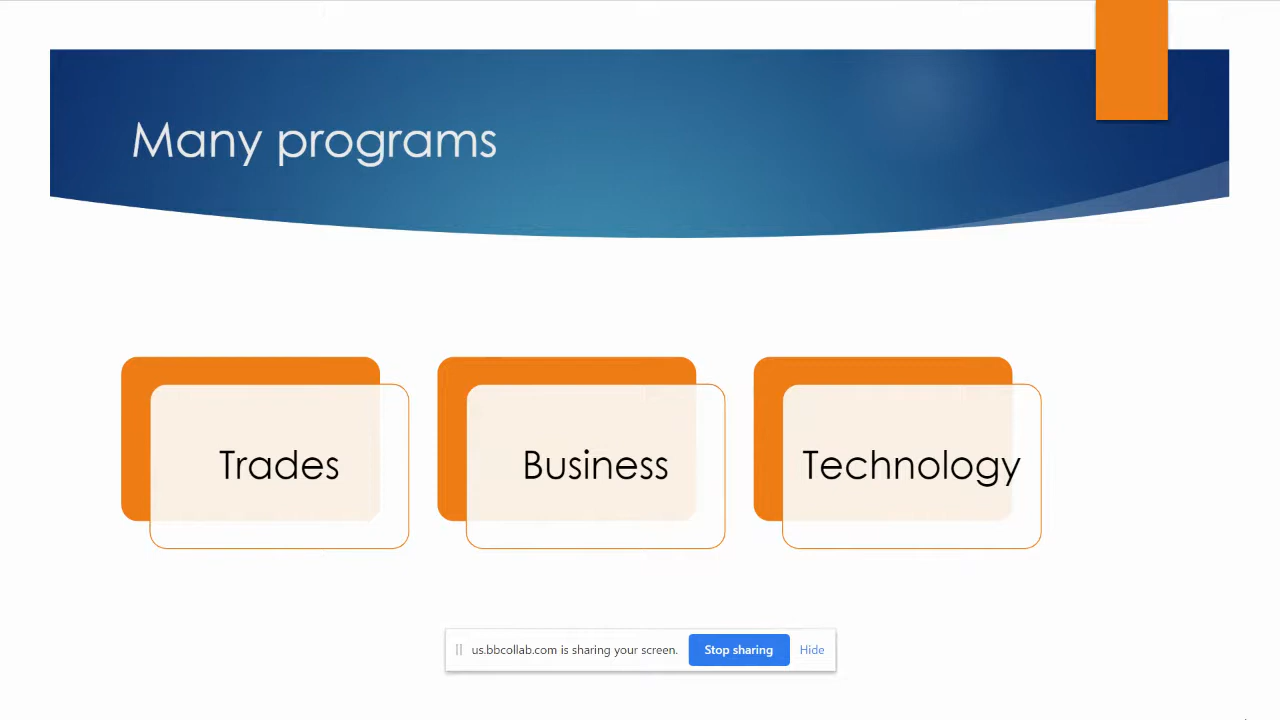 Many programs
Trades
Business
Technology
us.bbcollab.com is sharing your screen.
Stop sharing
Hide